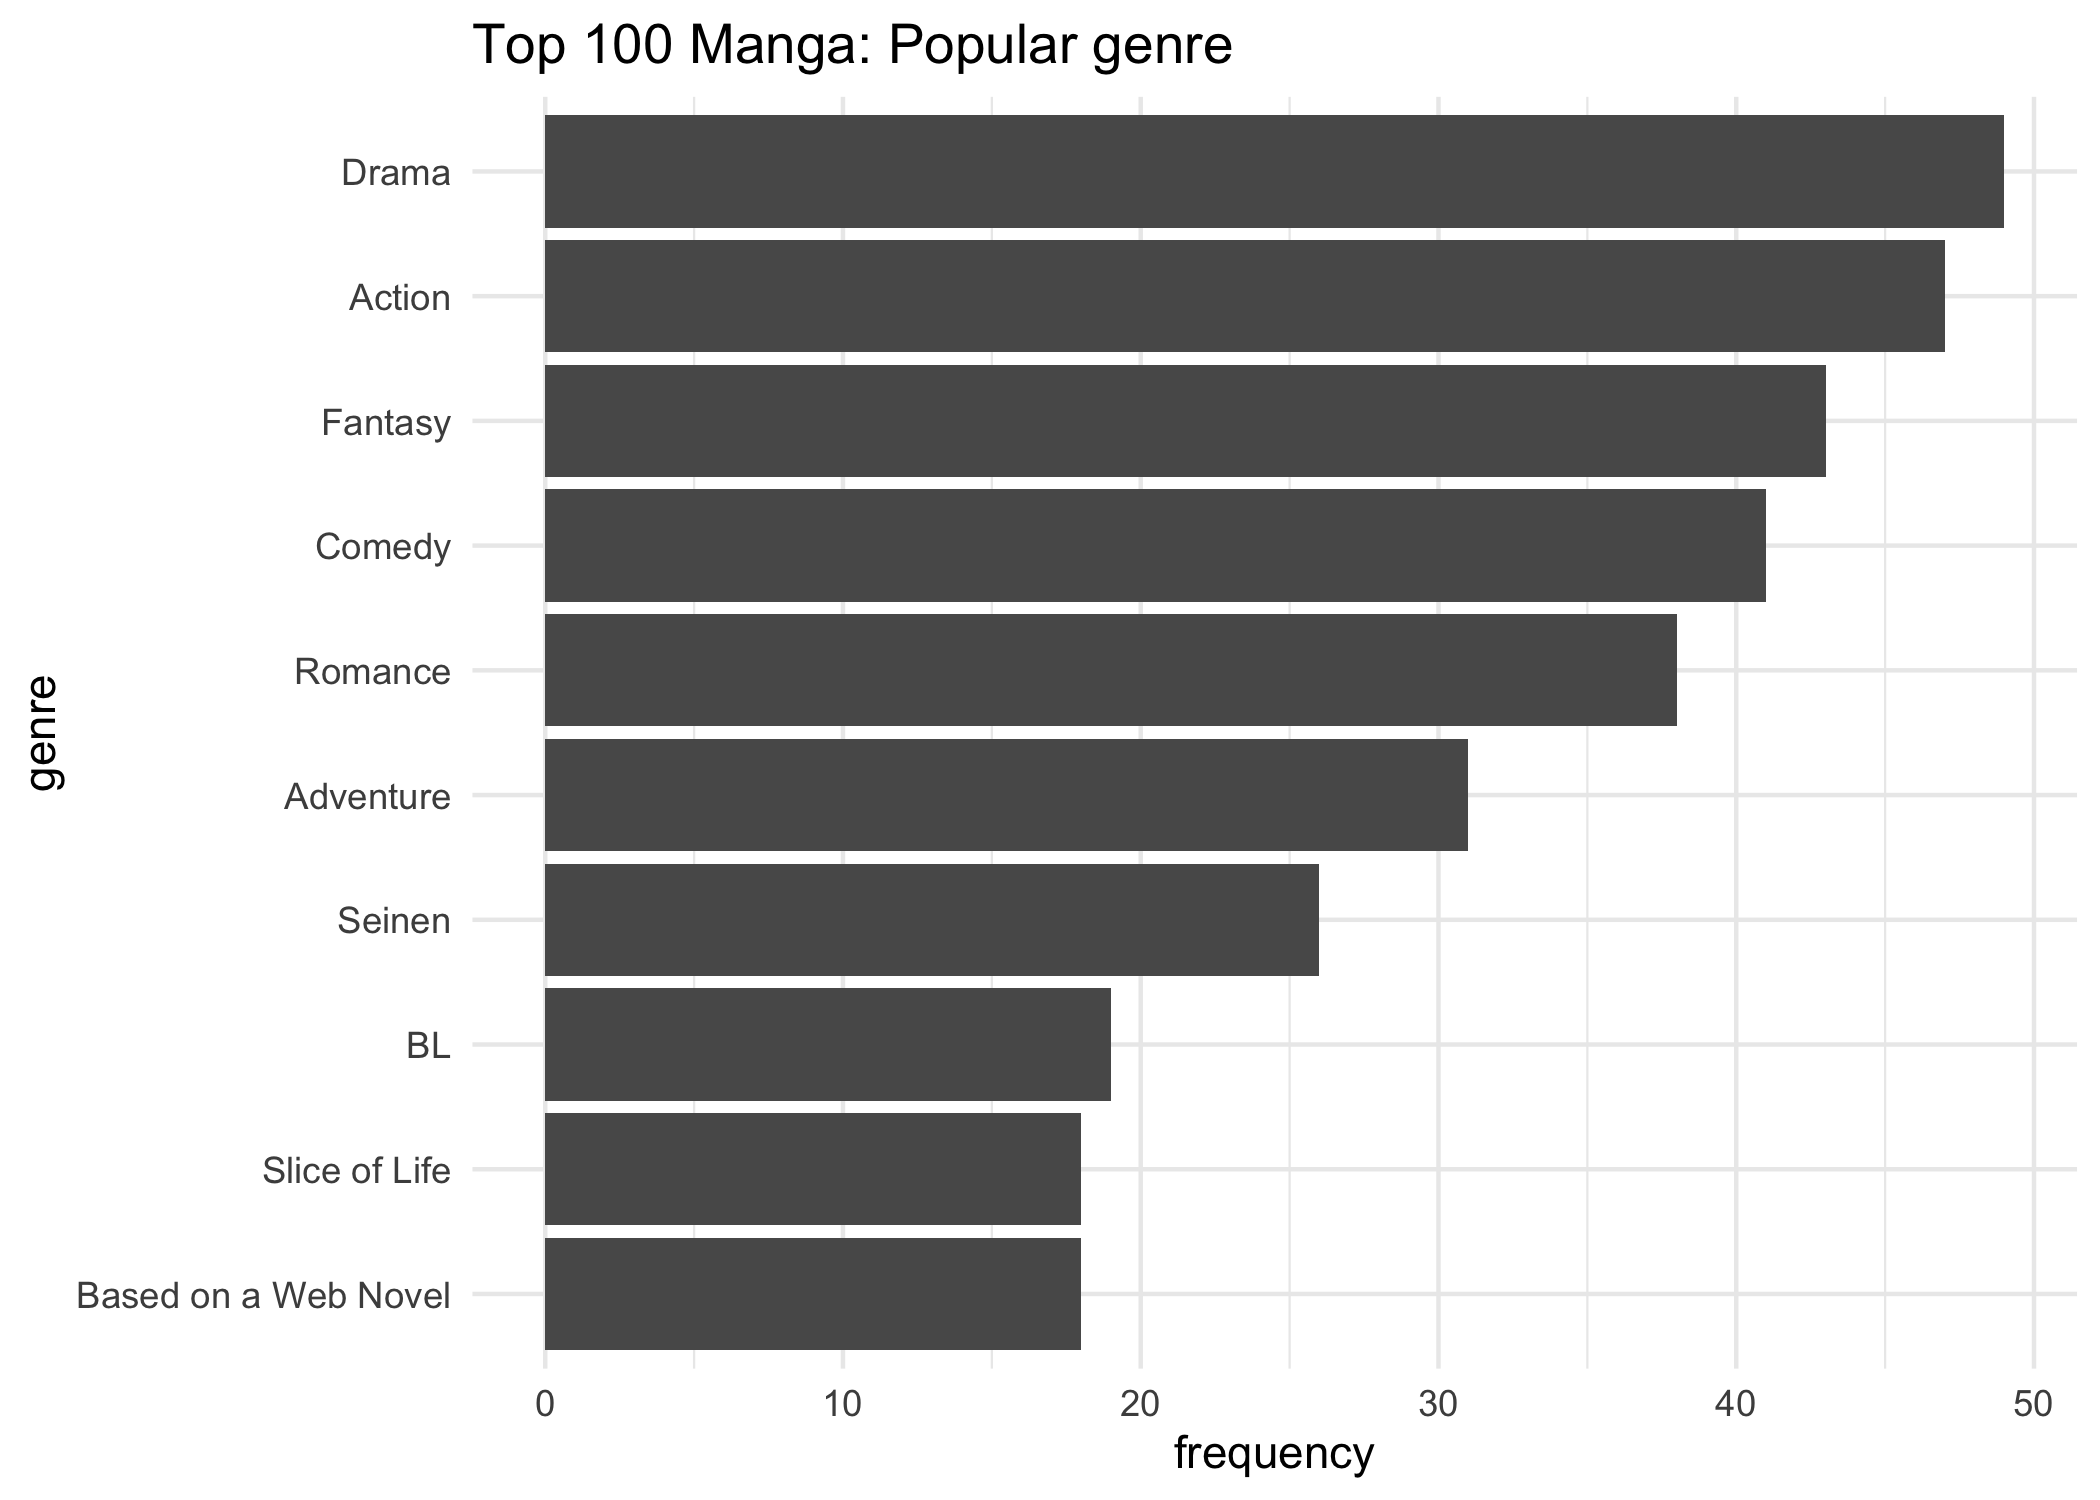 Top 100 Manga: Popular genre
genre
Drama
Action
Fantasy
Comedy
Romance
Adventure
Seinen
BL
Slice of Life
Based on a Web Novel
0 10 20 30 40 50
frequency